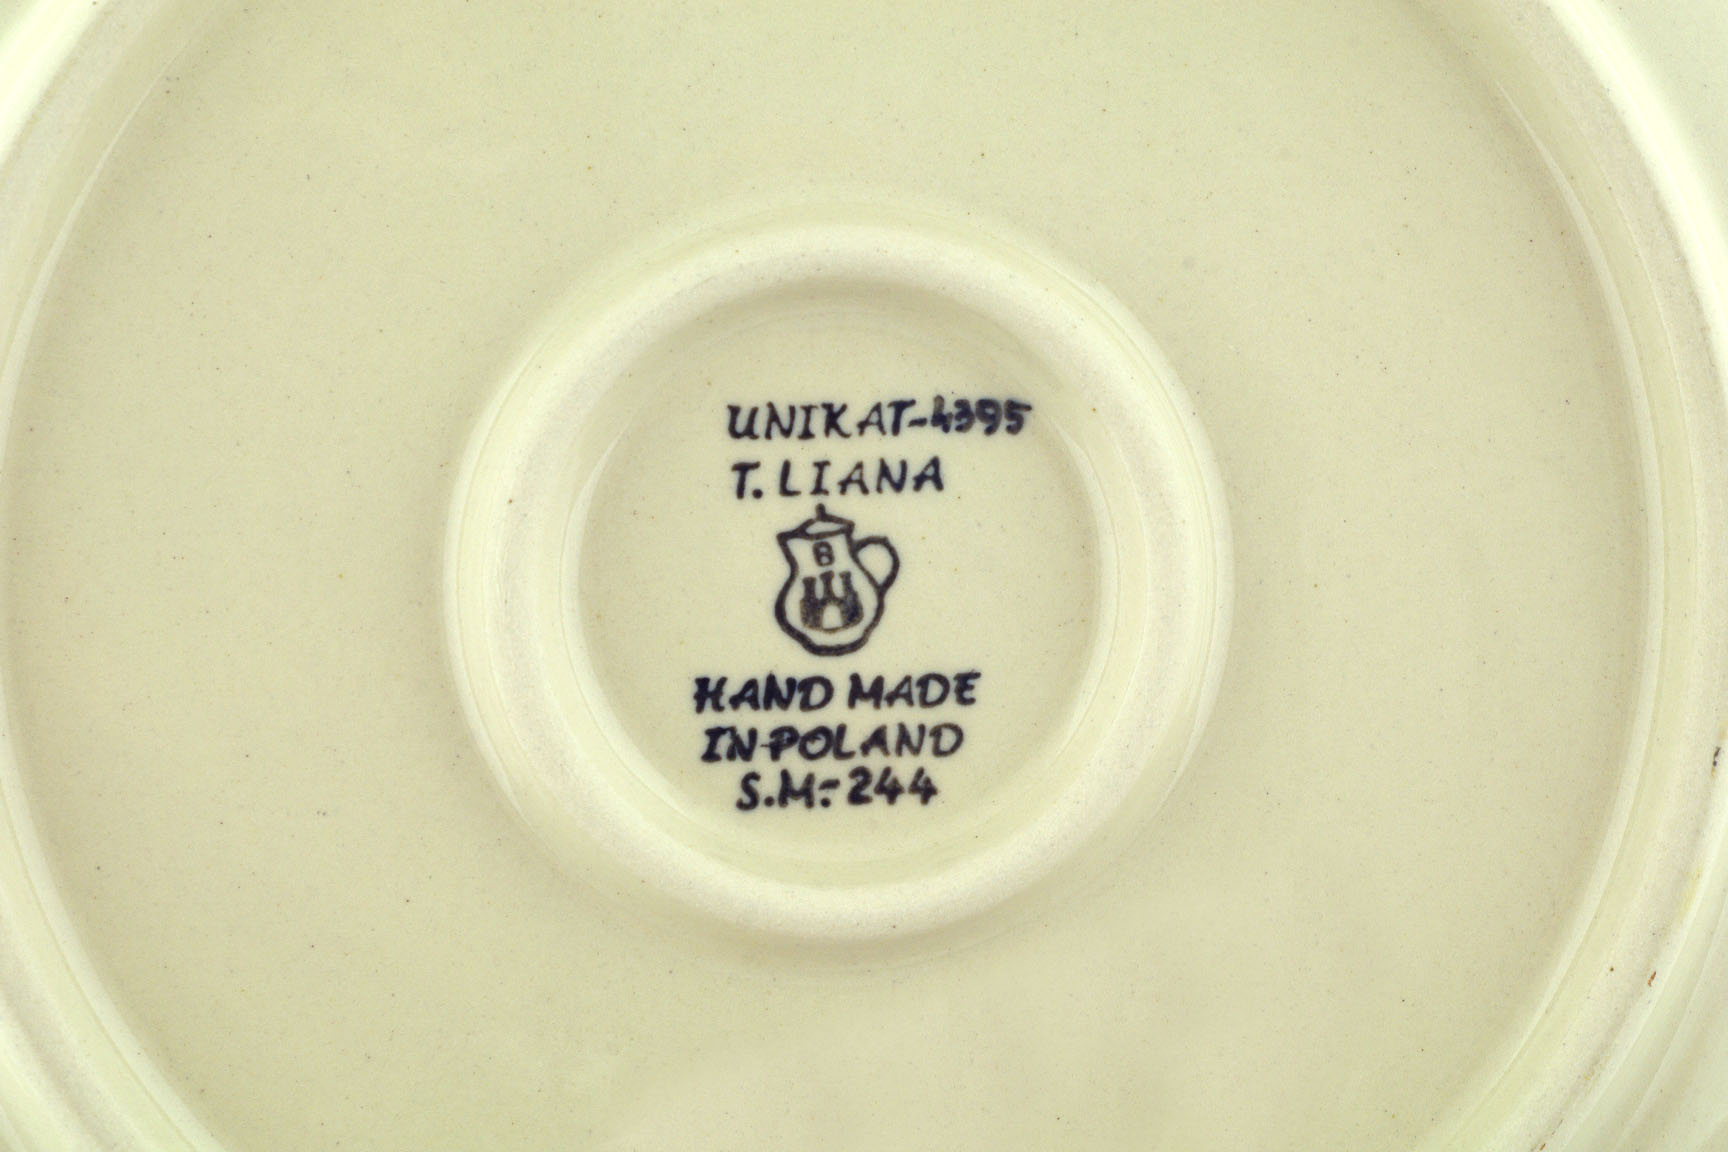 UNIKAT-4395
T. LIANA
B
HAND MADE
IN POLAND
S.M.-244